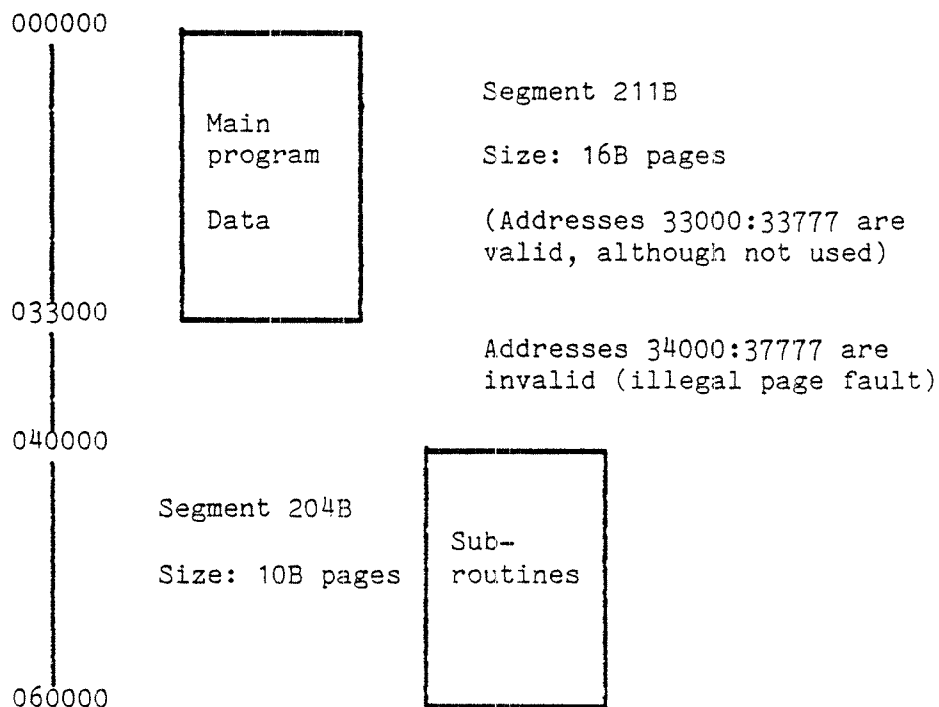 000000
Segment 211B
Main
program
Size: 16B pages
Data
(Addresses 33000:33777 are
valid, although not used)
033000
Addresses 34000:37777 are
invalid (illegal page fault)
040000
Segment 204B
Sub-
routines
Size: 10B pages
060000